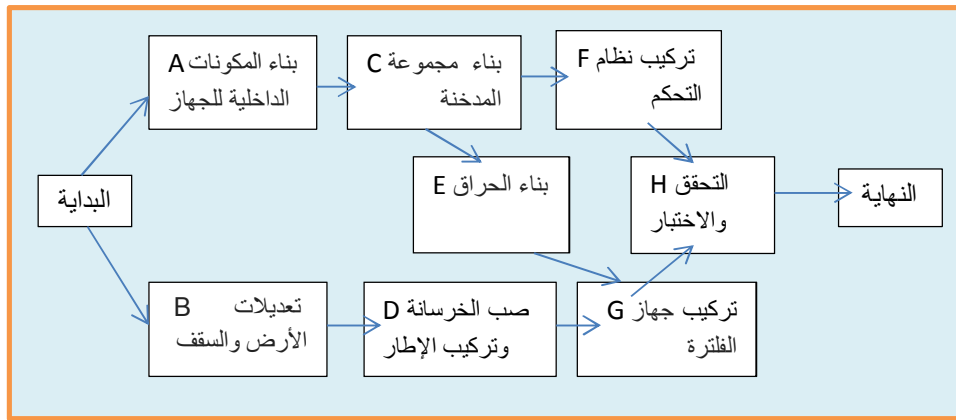 A بناء المكونات
الداخلية للجهاز
C بناء مجموعة
المدخنة
F تركيب نظام
التحكم
البداية
E بناء الحراق
H التحقق
والاختبار
النهاية
B تعديلات
الأرض والسقف
D صب الخرسانة
وتركيب الإطار
G تركيب جهاز
الفلترة